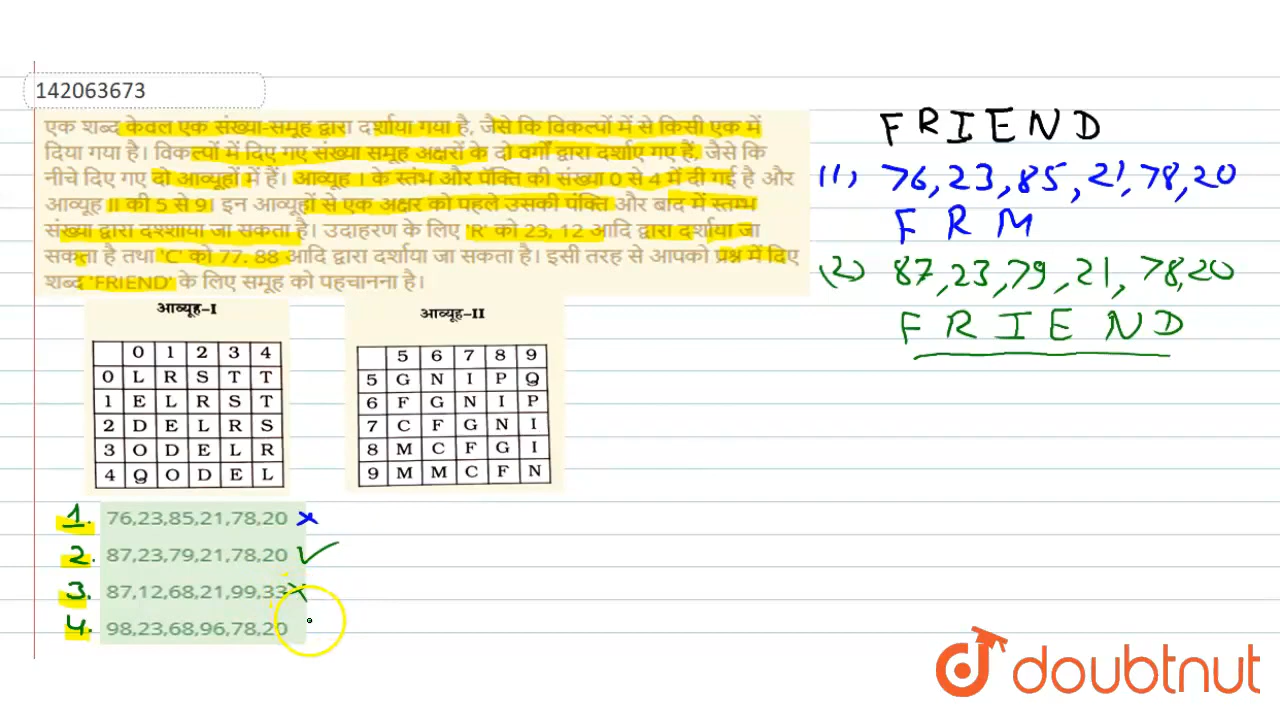 142063673
एक शब्द केवल एक संख्या-समूह द्वारा दर्शाया गया है, जैसे कि विकल्पों में से किसी एक में
दिया गया है। विकल्पों में दिए गए संख्या समूह अक्षरों के दो वर्गों द्वारा दर्शाए गए हैं, जैसे कि
नीचे दिए गए दो आव्यूहों में हैं। आव्यूह I के स्तंभ और पंक्ति की संख्या 0 से 4 में दी गई है और
आव्यूह II की 5 से 9। इन आव्यूहों से एक अक्षर को पहले उसकी पंक्ति और बाद में स्तम्भ
संख्या द्वारा दश्शाया जा सकता है। उदाहरण के लिए 'R' को 23, 12 आदि द्वारा दर्शाया जा
सकता है तथा 'C' को 77. 88 आदि द्वारा दर्शाया जा सकता है। इसी तरह से आपको प्रश्न में दिए
शब्द 'FRIEND' के लिए समूह को पहचानना है।
आव्यूह-I
0 1 2 3 4
0 L R S T T
1 E L R S T
2 D E L R S
3 O D E L R
4 Q O D E L
आव्यूह-II
5 6 7 8 9
5 G N I P Q
6 F G N I P
7 C F G N I
8 M C F G I
9 M M C F N
1. 76,23,85,21,78,20 ×
2. 87,23,79,21,78,20 ✓
3. 87,12,68,21,99,33 ×
4. 98,23,68,96,78,20
F R I E N D
(1) 76,23,85,21,78,20
F R M
(2) 87,23,79,21,78,20
F R I E N D
doubtnut